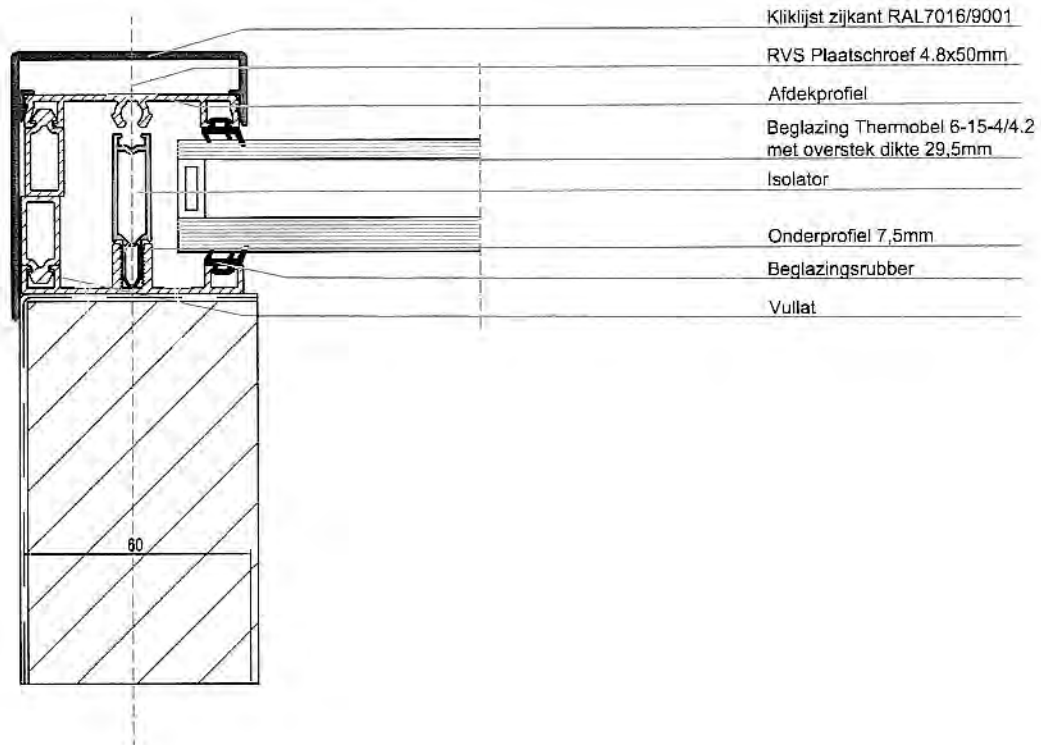 Kliklijst zijkant RAL7016/9001
RVS Plaatschroef 4.8x50mm
Afdekprofiel
Beglazing Thermobel 6-15-4/4.2
met overstek dikte 29,5mm
Isolator
Onderprofiel 7,5mm
Beglazingsrubber
Vullat
60